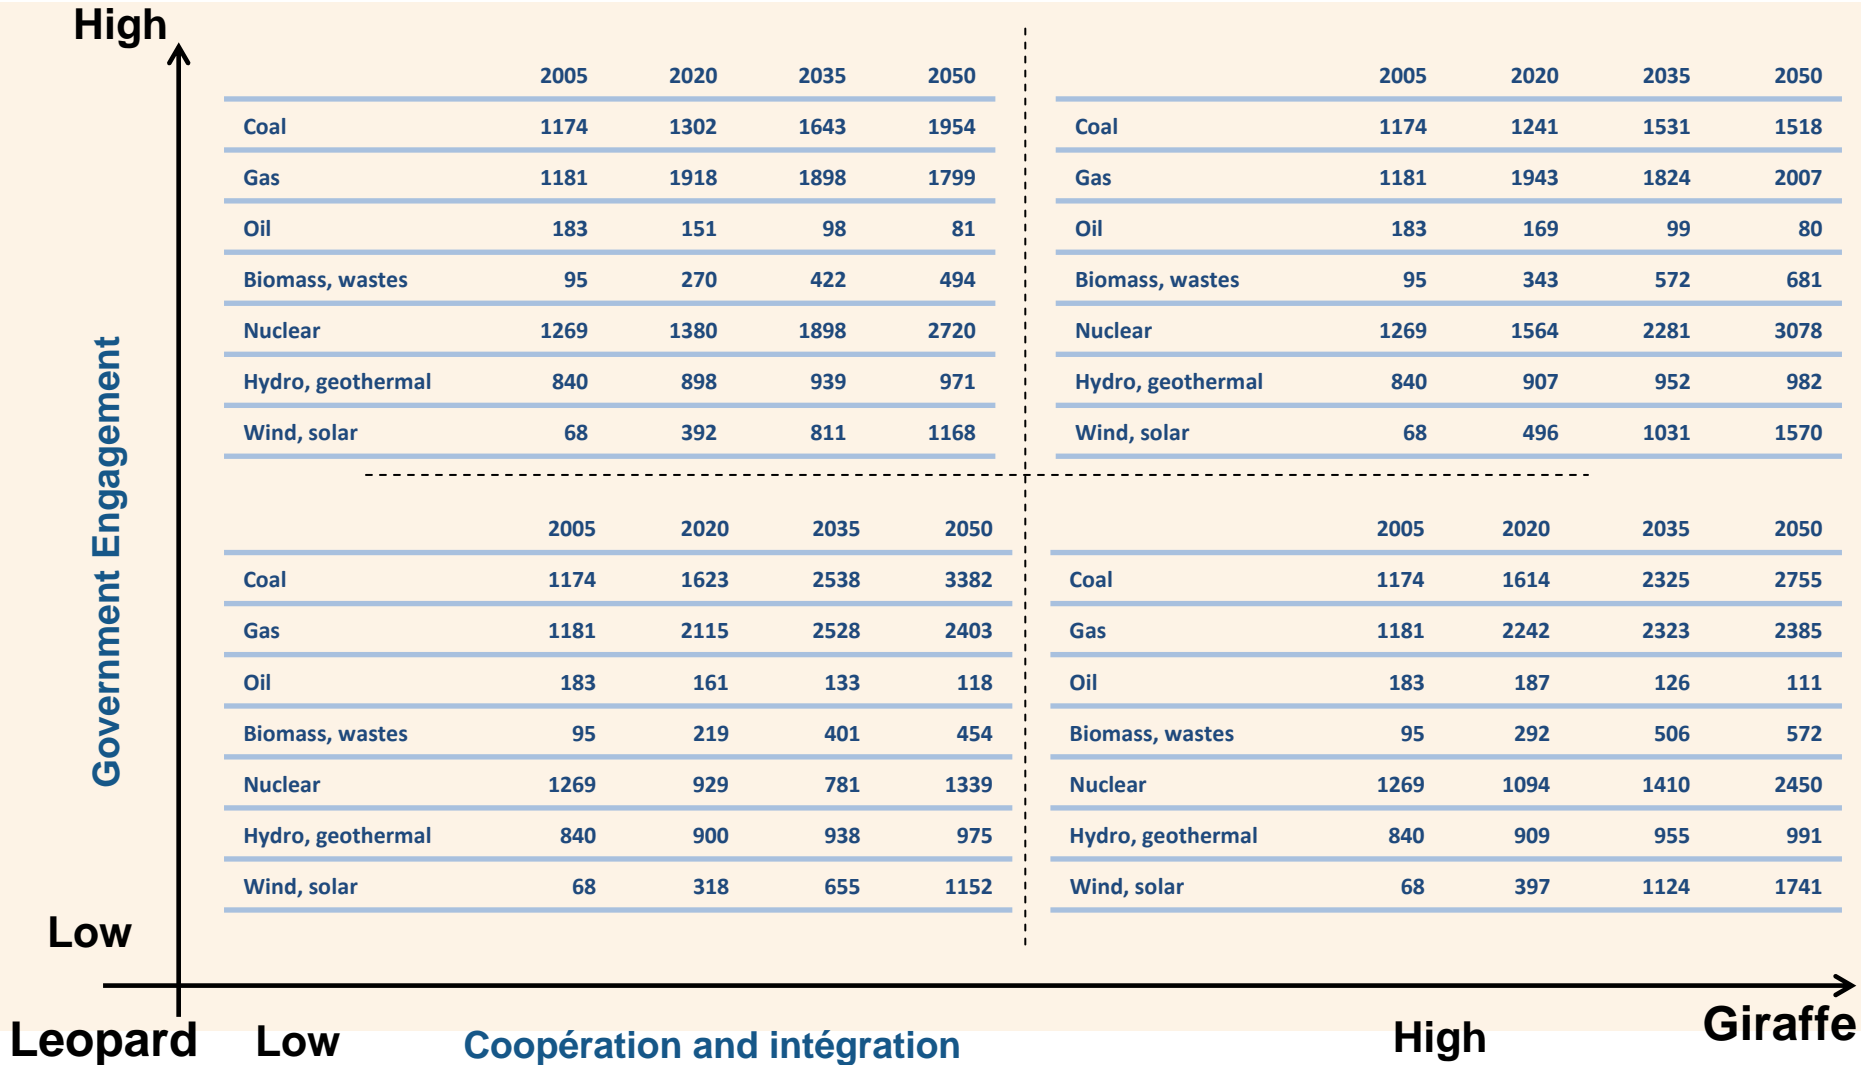 High
2005 2020 2035 2050
Coal 1174 1302 1643 1954
Gas 1181 1918 1898 1799
Oil 183 151 98 81
Biomass, wastes 95 270 422 494
Nuclear 1269 1380 1898 2720
Hydro, geothermal 840 898 939 971
Wind, solar 68 392 811 1168
2005 2020 2035 2050
Coal 1174 1241 1531 1518
Gas 1181 1943 1824 2007
Oil 183 169 99 80
Biomass, wastes 95 343 572 681
Nuclear 1269 1564 2281 3078
Hydro, geothermal 840 907 952 982
Wind, solar 68 496 1031 1570
Government Engagement
2005 2020 2035 2050
Coal 1174 1623 2538 3382
Gas 1181 2115 2528 2403
Oil 183 161 133 118
Biomass, wastes 95 219 401 454
Nuclear 1269 929 781 1339
Hydro, geothermal 840 900 938 975
Wind, solar 68 318 655 1152
2005 2020 2035 2050
Coal 1174 1614 2325 2755
Gas 1181 2242 2323 2385
Oil 183 187 126 111
Biomass, wastes 95 292 506 572
Nuclear 1269 1094 1410 2450
Hydro, geothermal 840 909 955 991
Wind, solar 68 397 1124 1741
Low
Leopard Low Coopération and intégration High Giraffe